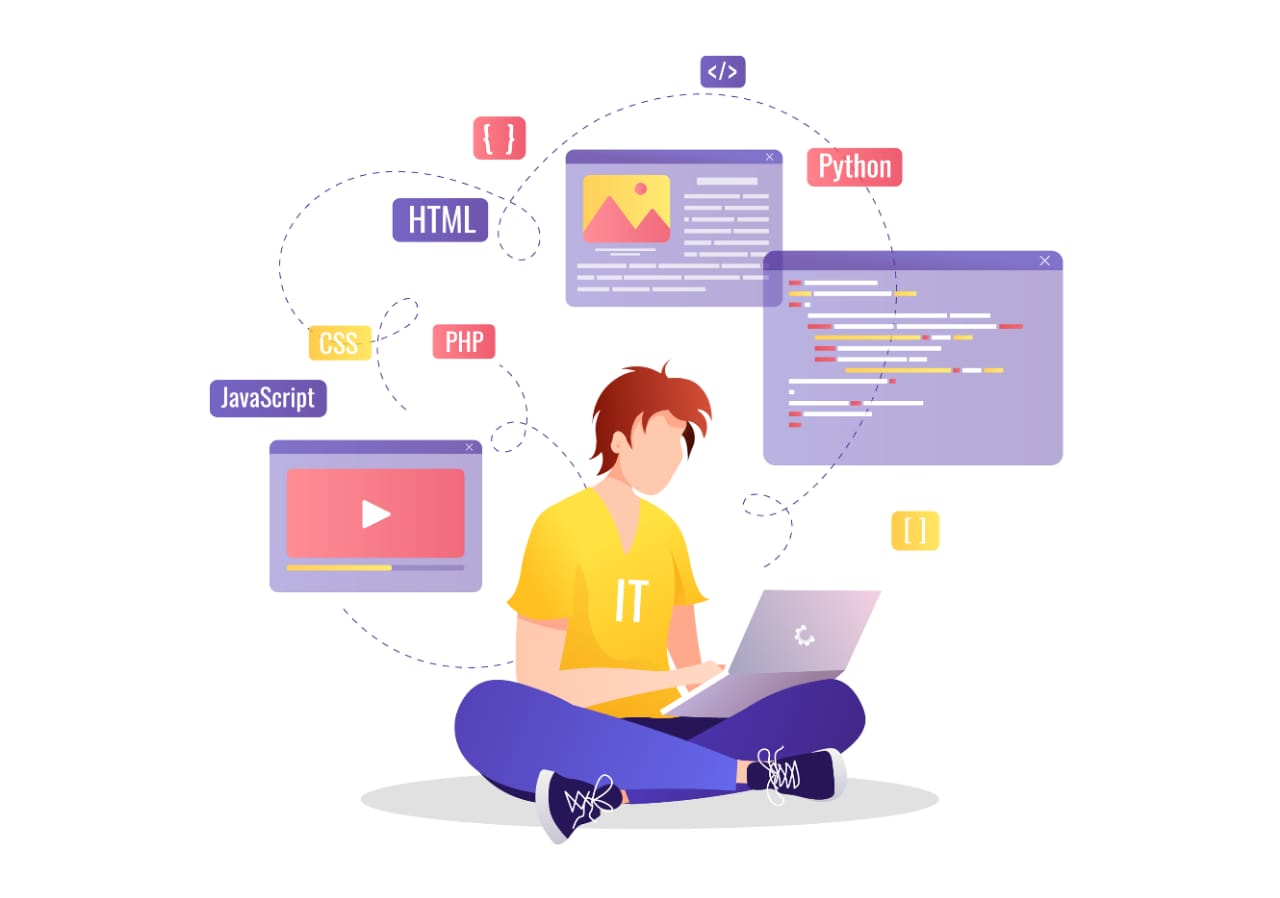 </>
{ }
Python
HTML
CSS
PHP
JavaScript
[ ]
IT